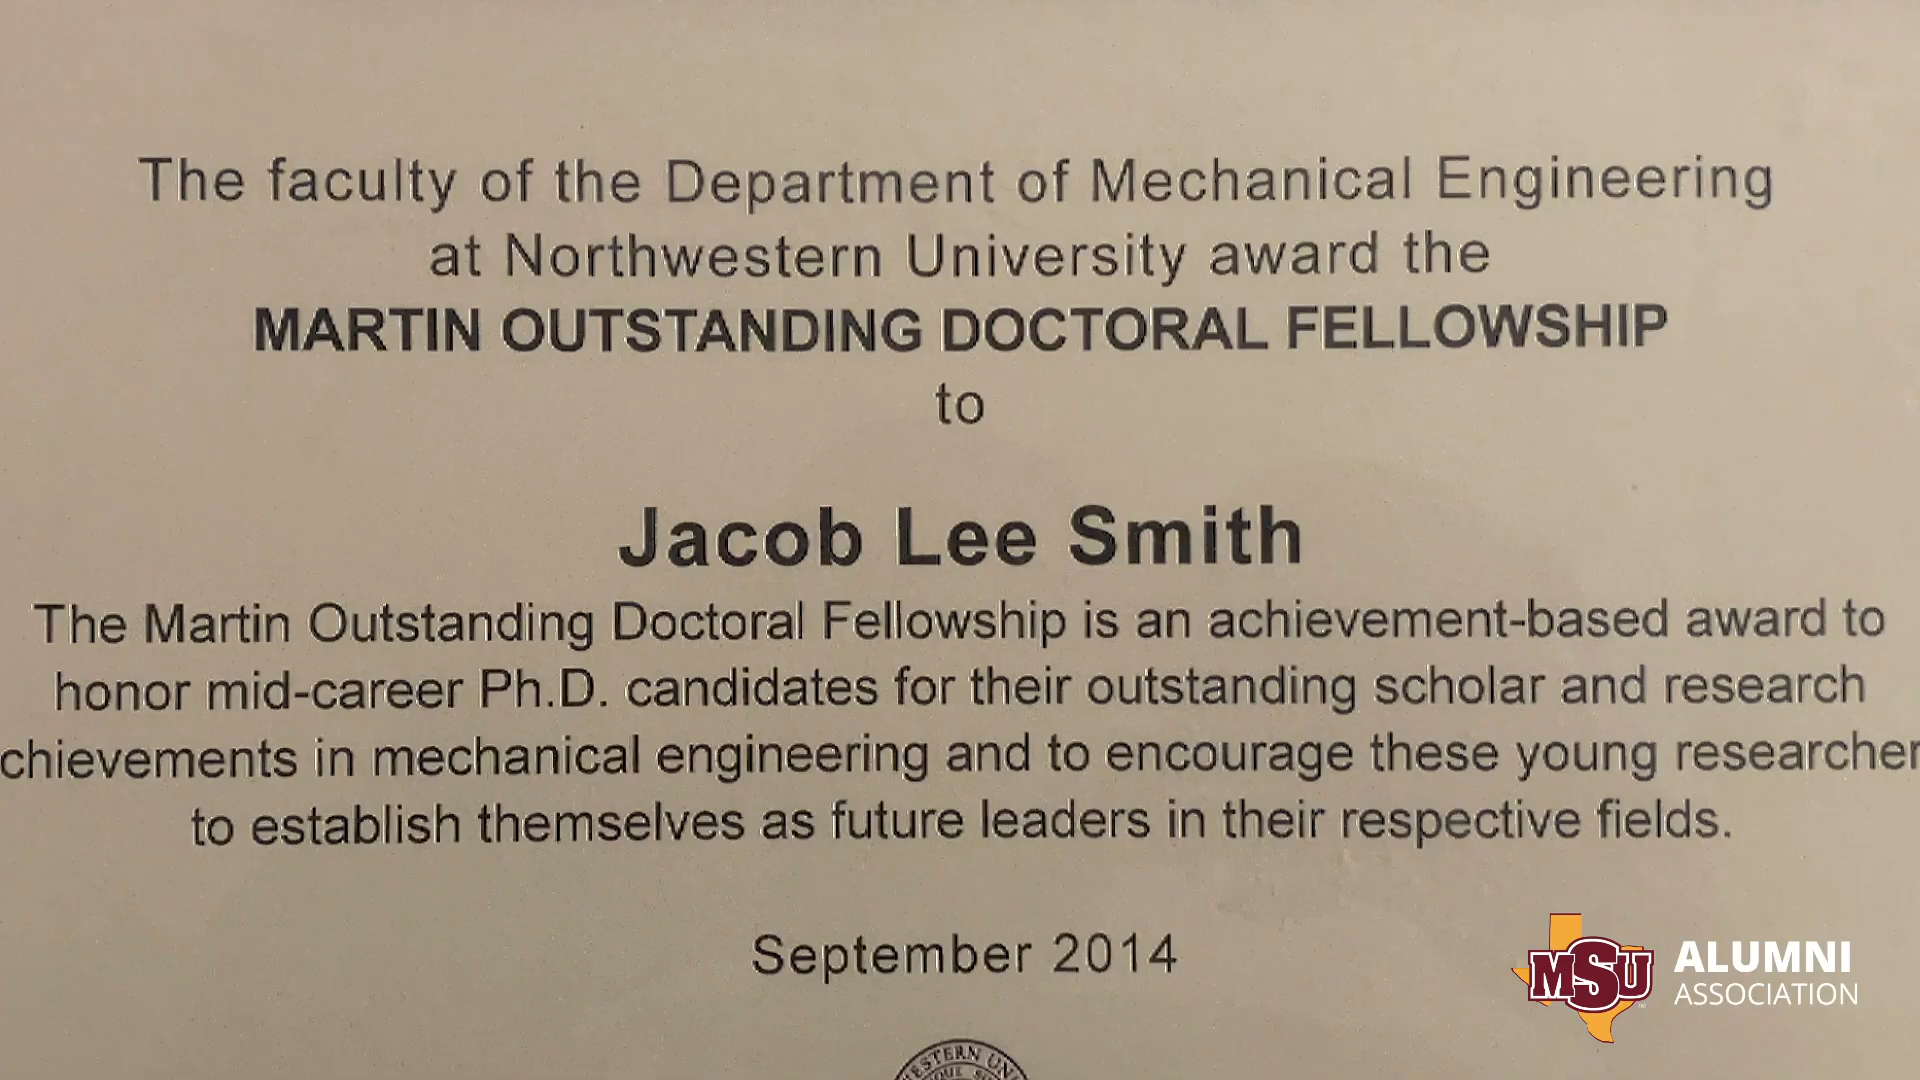 The faculty of the Department of Mechanical Engineering
at Northwestern University award the
MARTIN OUTSTANDING DOCTORAL FELLOWSHIP
to
Jacob Lee Smith
The Martin Outstanding Doctoral Fellowship is an achievement-based award to
honor mid-career Ph.D. candidates for their outstanding scholar and research
chievements in mechanical engineering and to encourage these young researcher
to establish themselves as future leaders in their respective fields.
September 2014
MSU ALUMNI
ASSOCIATION
ESTERN UNI